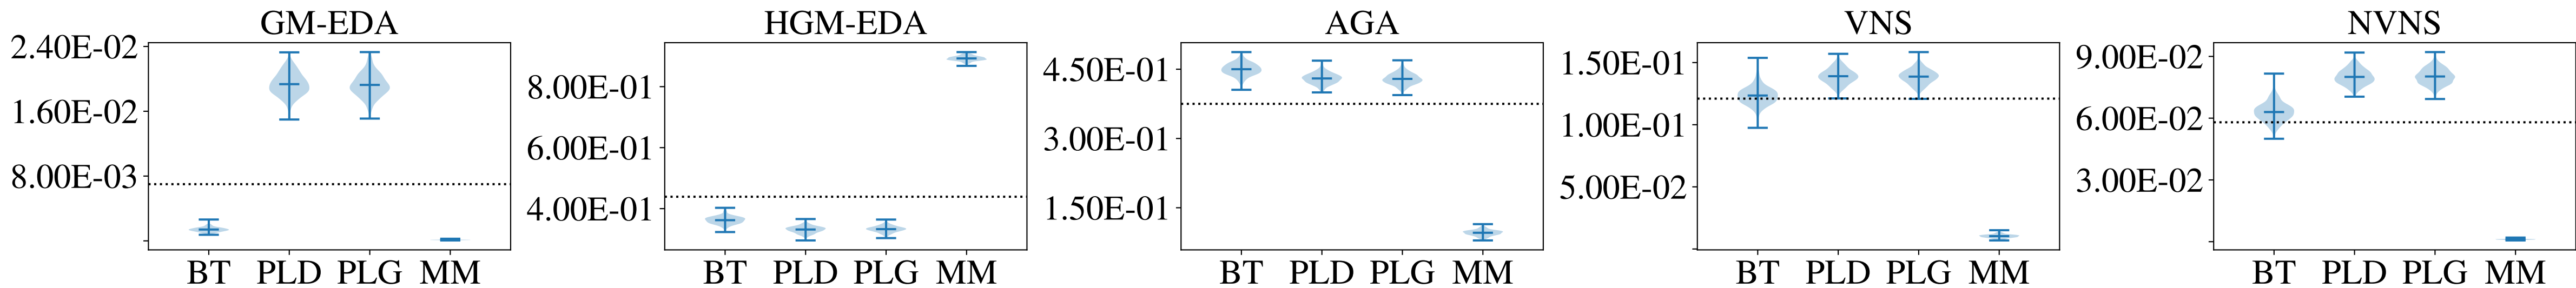 GM-EDA
2.40E-02
1.60E-02
8.00E-03
BT PLD PLG MM
HGM-EDA
8.00E-01
6.00E-01
4.00E-01
BT PLD PLG MM
AGA
4.50E-01
3.00E-01
1.50E-01
BT PLD PLG MM
VNS
1.50E-01
1.00E-01
5.00E-02
BT PLD PLG MM
NVNS
9.00E-02
6.00E-02
3.00E-02
BT PLD PLG MM